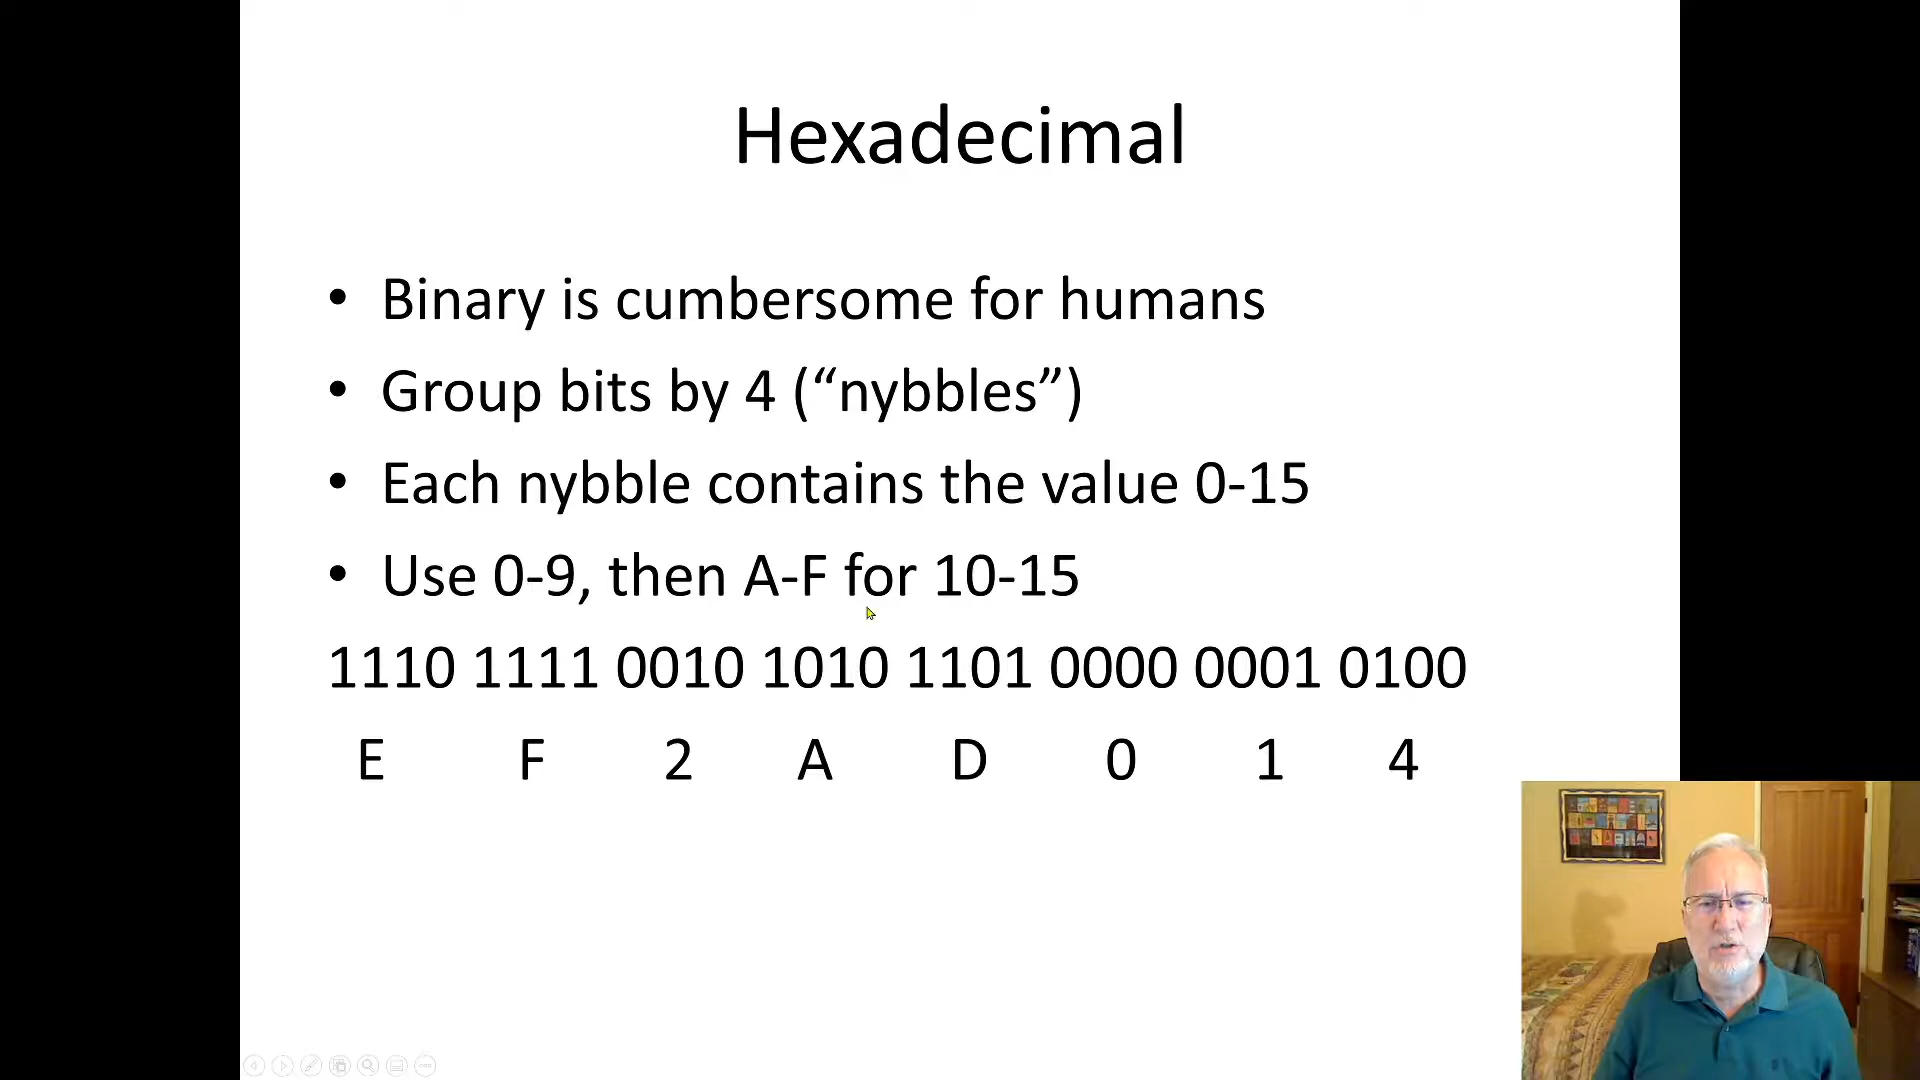 Hexadecimal
• Binary is cumbersome for humans
• Group bits by 4 (“nybbles”)
• Each nybble contains the value 0-15
• Use 0-9, then A-F for 10-15
1110 1111 0010 1010 1101 0000 0001 0100
E F 2 A D 0 1 4